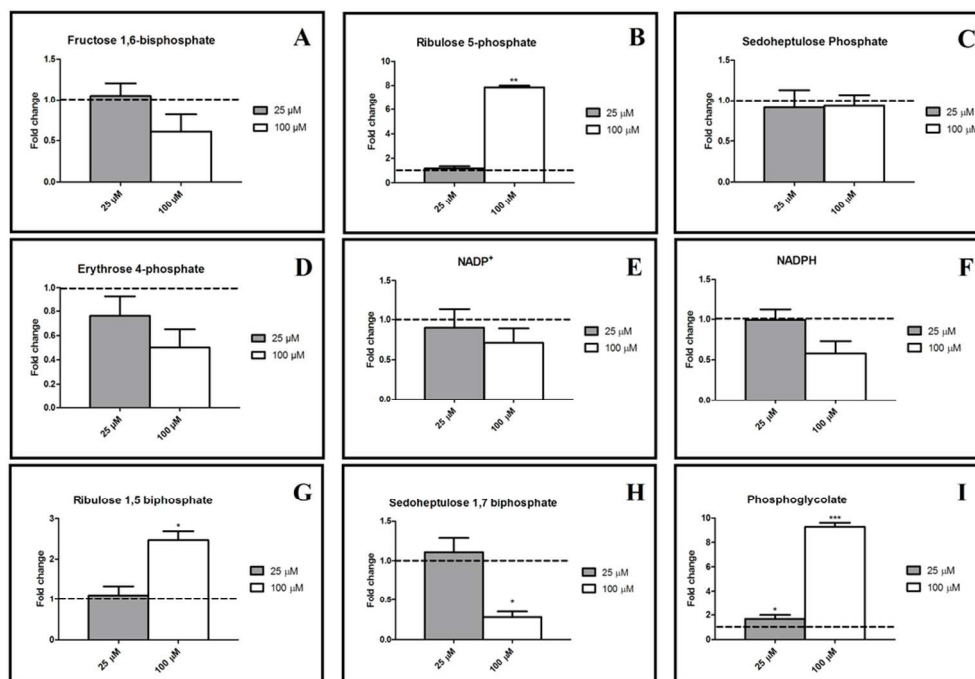 Fructose 1,6-bisphosphate
A
1.5
1.0
0.5
0.0
Fold change
25 µM
100 µM
25 µM
100 µM
Ribulose 5-phosphate
B
10
8
6
4
2
0
Fold change
**
25 µM
100 µM
25 µM
100 µM
Sedoheptulose Phosphate
C
1.5
1.0
0.5
0.0
Fold change
25 µM
100 µM
25 µM
100 µM
Erythrose 4-phosphate
D
1.0
0.8
0.6
0.4
0.2
0.0
Fold change
25 µM
100 µM
25 µM
100 µM
NADP+
E
1.5
1.0
0.5
0.0
Fold change
25 µM
100 µM
25 µM
100 µM
NADPH
F
1.5
1.0
0.5
0.0
Fold change
25 µM
100 µM
25 µM
100 µM
Ribulose 1,5 biphosphate
G
3
2
1
0
Fold change
*
25 µM
100 µM
25 µM
100 µM
Sedoheptulose 1,7 biphosphate
H
1.5
1.0
0.5
0.0
Fold change
*
25 µM
100 µM
25 µM
100 µM
Phosphoglycolate
I
10
8
6
4
2
0
Fold change
*
***
25 µM
100 µM
25 µM
100 µM